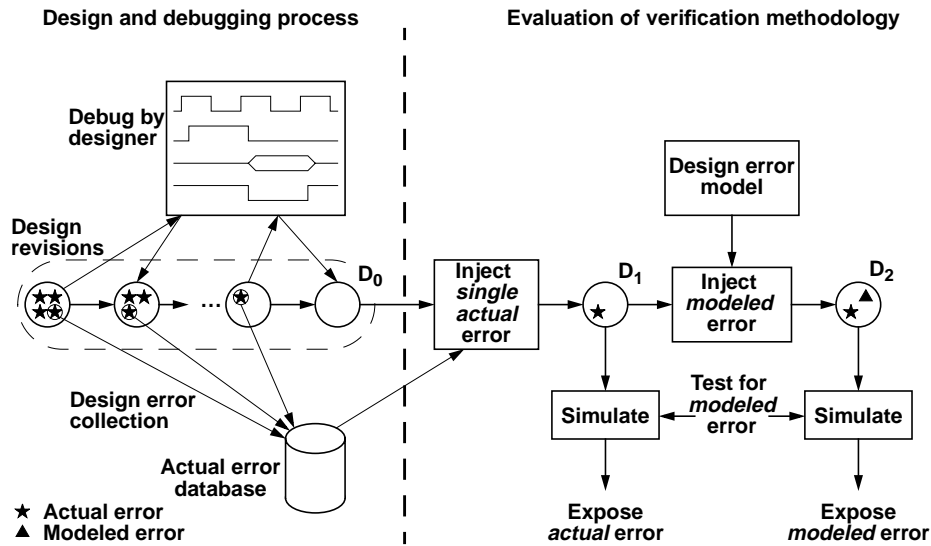 Design and debugging process
Evaluation of verification methodology
Debug by
designer
Design error
model
Design
revisions
D0
...
Inject
single
actual
error
D1
Inject
modeled
error
D2
Design error
collection
Simulate
Test for
modeled
error
Simulate
Actual error
database
Expose
actual error
Expose
modeled error
Actual error
Modeled error